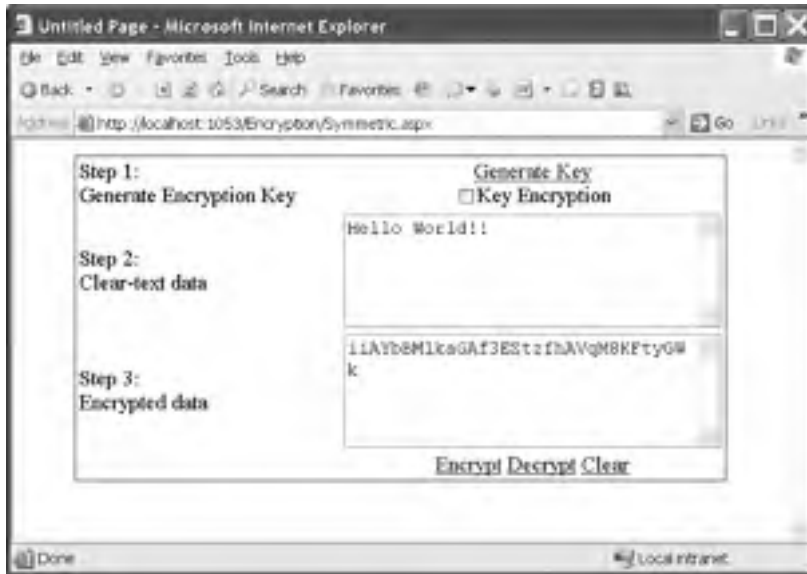 Untitled Page - Microsoft Internet Explorer
File Edit View Favorites Tools Help
Back Search Favorites
Address http://localhost:1053/Encryption/Symmetric.aspx Go Links
Step 1:
Generate Encryption Key
Generate Key
Key Encryption
Step 2:
Clear-text data
Hello World!!
Step 3:
Encrypted data
Encrypt Decrypt Clear
Done Local intranet